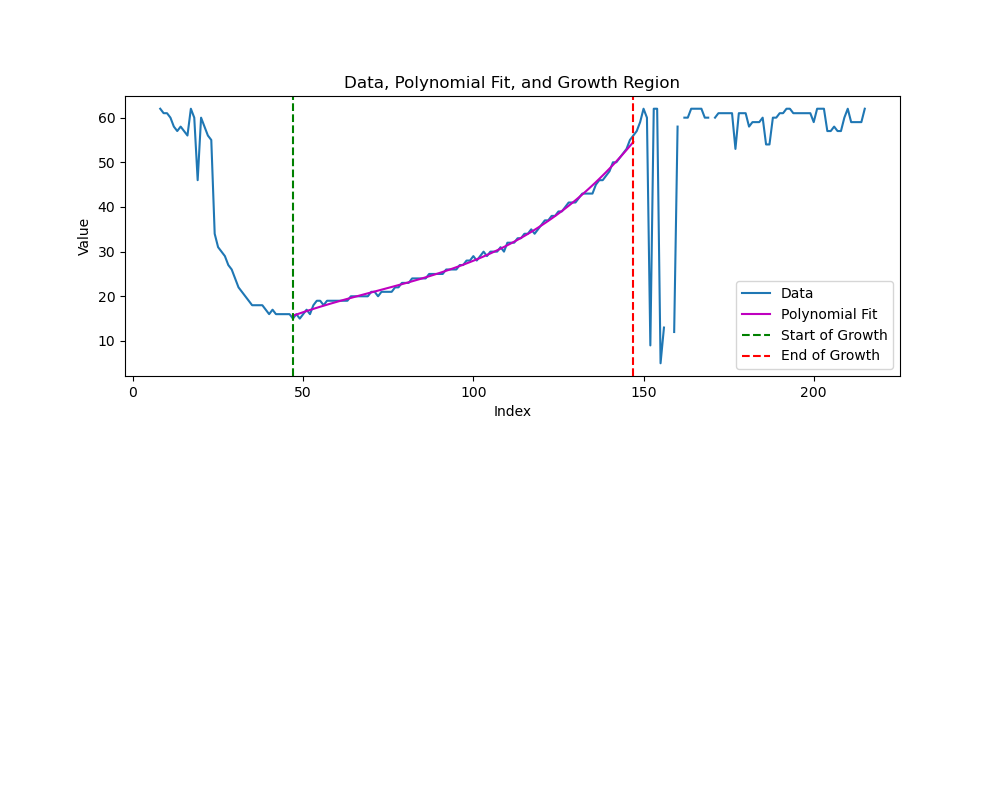 Data, Polynomial Fit, and Growth Region
Value
60
50
40
30
20
10
Data
Polynomial Fit
Start of Growth
End of Growth
0
50
100
150
200
Index